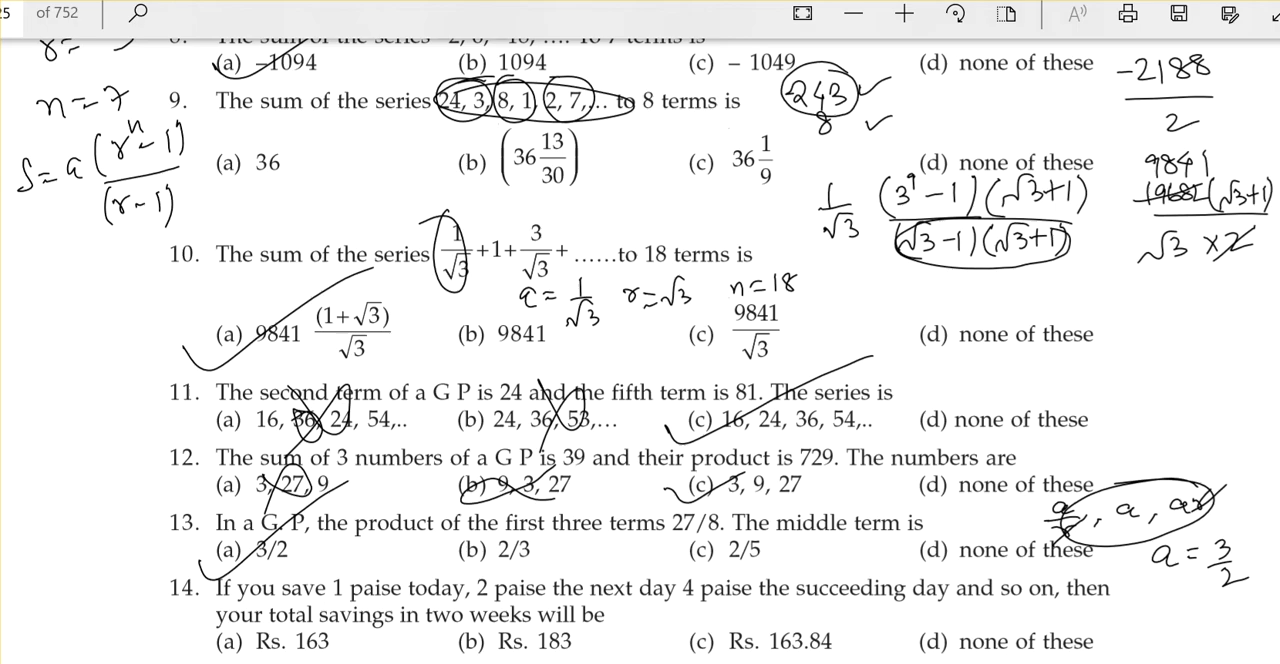 25 of 752
r =
(a) –1094 (b) 1094 (c) – 1049 (d) none of these
-2188
2
n = 7
9. The sum of the series 24, 3, 8, 1, 2, 7,... to 8 terms is
-243
8
S = a (r^n - 1)
(r - 1)
(a) 36 (b) (36 13/30) (c) 36 1/9 (d) none of these
9841
1/√3 (3^9 - 1)(√3+1)
(√3-1)(√3+1)
19682 (√3+1)
√3 × 2
10. The sum of the series 1/√3 +1+ 3/√3 + ……to 18 terms is
a = 1/√3 r = √3 n = 18
(a) 9841 (1+√3)/√3 (b) 9841 (c) 9841/√3 (d) none of these
11. The second term of a G P is 24 and the fifth term is 81. The series is
(a) 16, 36, 24, 54,.. (b) 24, 36, 53,… (c) 16, 24, 36, 54,.. (d) none of these
12. The sum of 3 numbers of a G P is 39 and their product is 729. The numbers are
(a) 3, 27, 9 (b) 9, 3, 27 (c) 3, 9, 27 (d) none of these
a/r, a, ar
13. In a G. P, the product of the first three terms 27/8. The middle term is
(a) 3/2 (b) 2/3 (c) 2/5 (d) none of these
a = 3/2
14. If you save 1 paise today, 2 paise the next day 4 paise the succeeding day and so on, then
your total savings in two weeks will be
(a) Rs. 163 (b) Rs. 183 (c) Rs. 163.84 (d) none of these